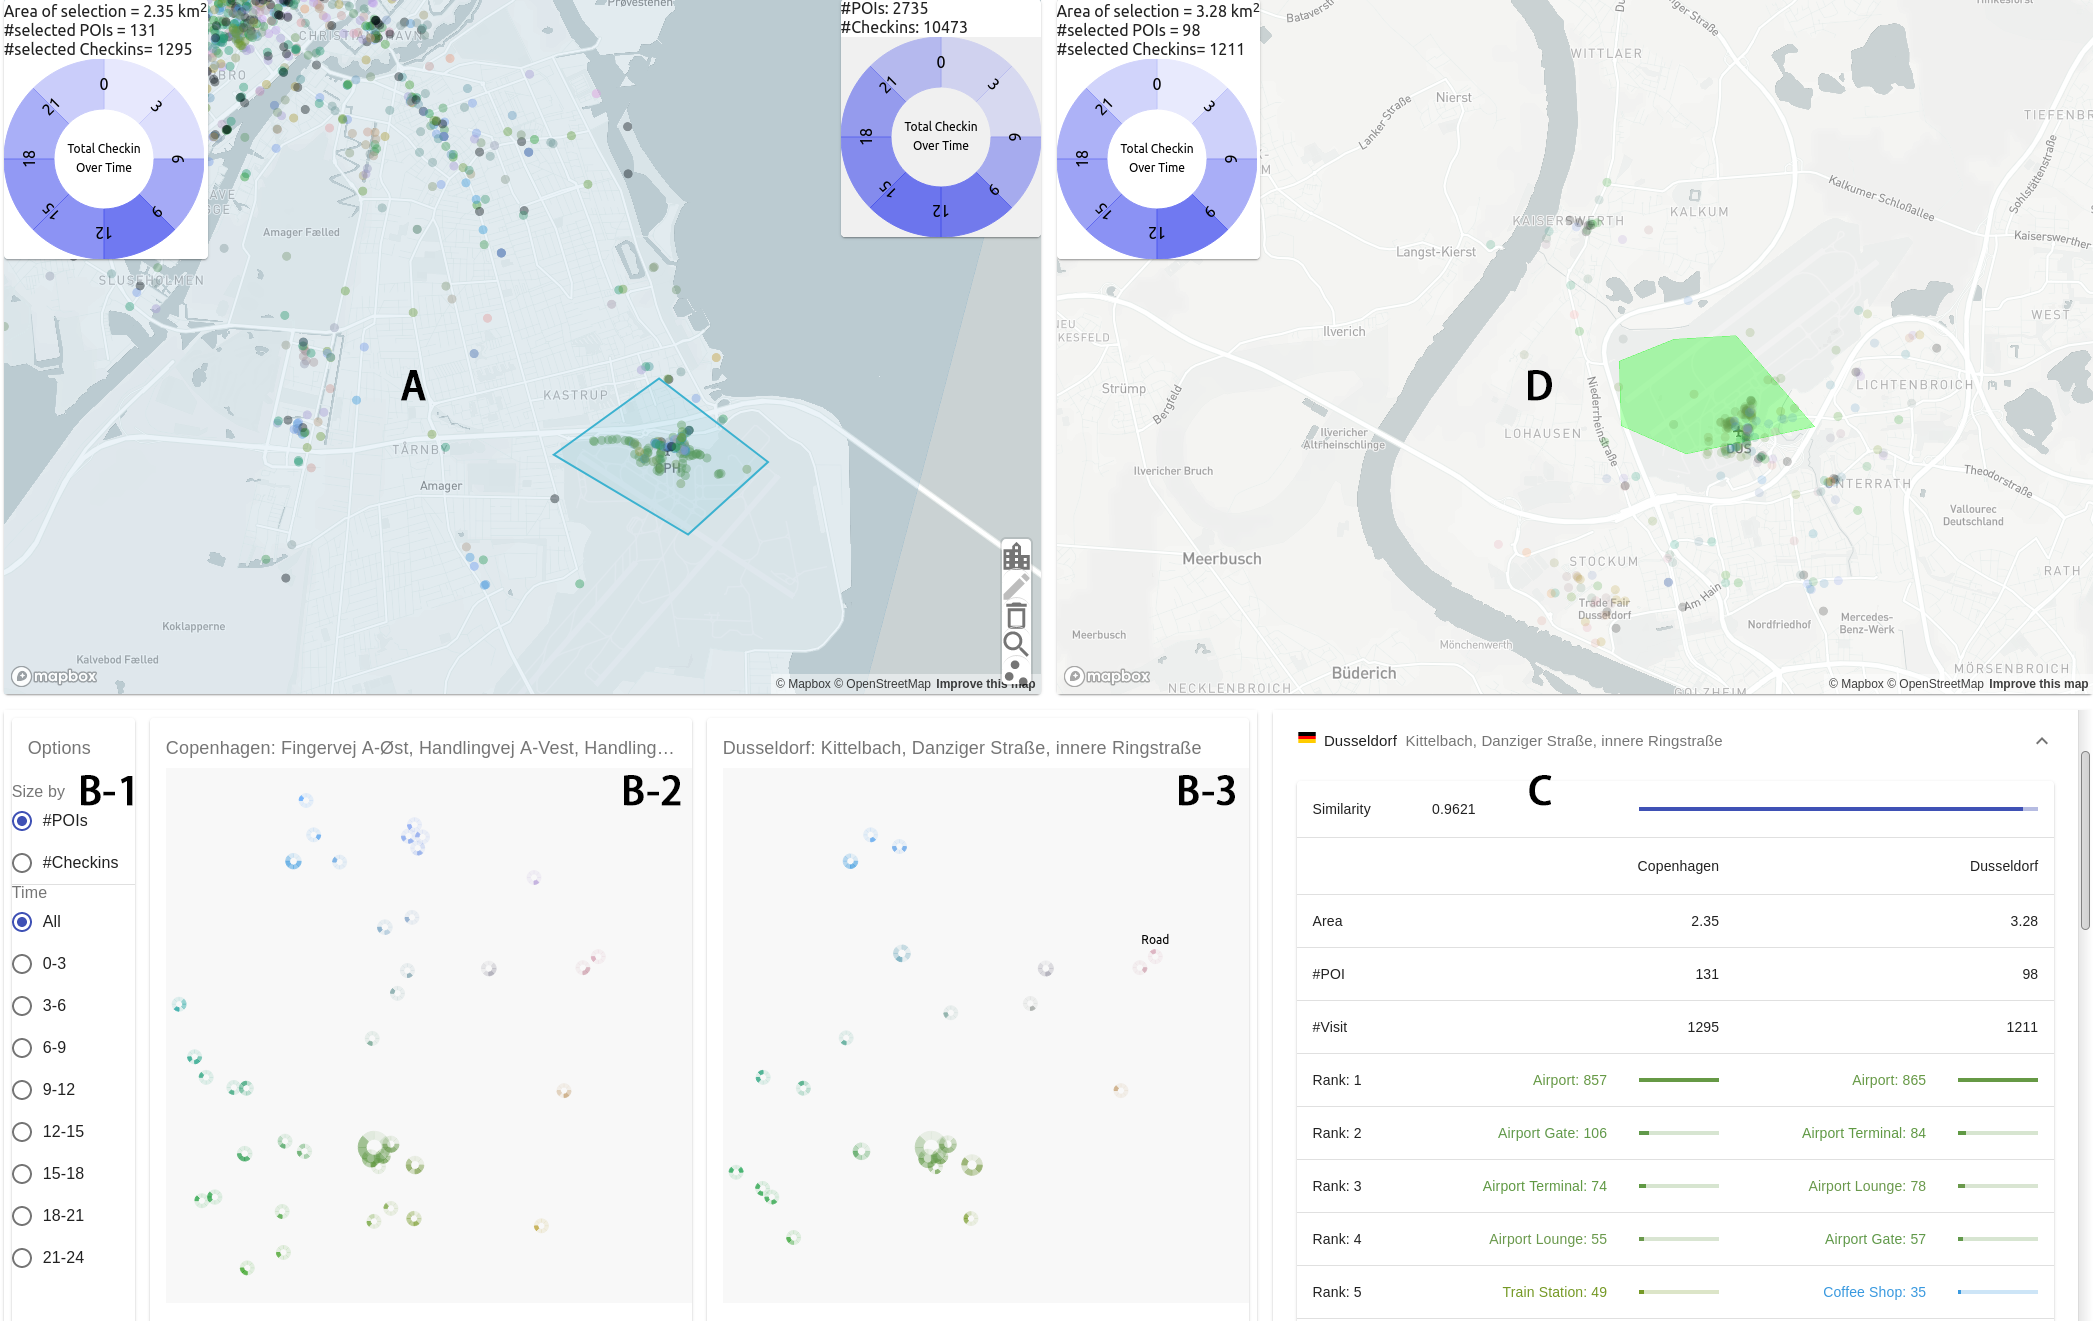 Area of selection = 2.35 km2
#selected POIs = 131
#selected Checkins= 1295
0
3
6
9
12
15
18
21
Total Checkin
Over Time
CHRISTIANSHAVN
Prøvestenen
Amager Fælled
SLUSEHOLMEN
KASTRUP
TÅRNBY
Amager
Koklapperne
Kalvebod Fælled
A
mapbox
© Mapbox © OpenStreetMap Improve this map
#POIs: 2735
#Checkins: 10473
0
3
6
9
12
15
18
21
Total Checkin
Over Time
Area of selection = 3.28 km2
#selected POIs = 98
#selected Checkins= 1211
0
3
6
9
12
15
18
21
Total Checkin
Over Time
WITTLAER
Nierst
Lanker Straße
KAISERSWERTH
KALKUM
Kalkumer Schloßallee
Sohlstättenstraße
Kaiserswerther
Langst-Kierst
Ilverich
WEST
Strümp
Bergfeld
D
Niederrheinstraße
LICHTENBROICH
LOHAUSEN
Ilvericher
Altrheinschlinge
DUS
Ilvericher Bruch
UNTERRATH
Theodorstraße
Vallourec
Deutschland
Meerbusch
STOCKUM
RATH
Am Hain
Trade Fair
Dusseldorf
Nordfriedhof
Mercedes-
Benz-Werk
Meerbusch
Mönchenwerth
Büderich
MÖRSENBROICH
NECKLENBROICH
GOLZHEIM
mapbox
© Mapbox © OpenStreetMap Improve this map
Options
B-1
Size by
#POIs
#Checkins
Time
All
0-3
3-6
6-9
9-12
12-15
15-18
18-21
21-24
Copenhagen: Fingervej A-Øst, Handlingvej A-Vest, Handling...
B-2
Dusseldorf: Kittelbach, Danziger Straße, innere Ringstraße
B-3
Road
Dusseldorf Kittelbach, Danziger Straße, innere Ringstraße
C
Similarity 0.9621
Copenhagen Dusseldorf
Area 2.35 3.28
#POI 131 98
#Visit 1295 1211
Rank: 1 Airport: 857 Airport: 865
Rank: 2 Airport Gate: 106 Airport Terminal: 84
Rank: 3 Airport Terminal: 74 Airport Lounge: 78
Rank: 4 Airport Lounge: 55 Airport Gate: 57
Rank: 5 Train Station: 49 Coffee Shop: 35